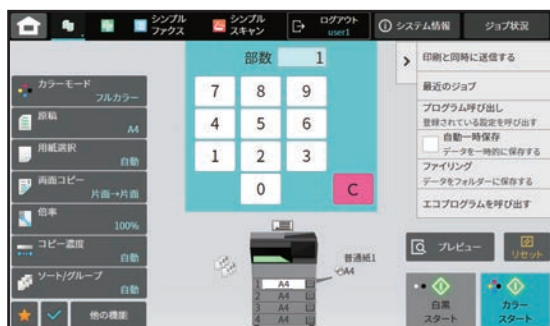 シンプル
ファクス
シンプル
スキャン
ログアウト
user1
システム情報
ジョブ状況
カラーモード
フルカラー
原稿
A4
用紙選択
自動
両面コピー
片面→片面
倍率
100%
コピー濃度
自動
ソート/グループ
自動
他の機能
部数
1
7
8
9
4
5
6
1
2
3
0
C
普通紙1
A4
1 A4
2 A4
3 A4
4 A4
印刷と同時に送信する
最近のジョブ
プログラム呼び出し
登録されている設定を呼び出す
自動一時保存
データを一時的に保存する
ファイリング
データをフォルダーに保存する
エコプログラムを呼び出す
プレビュー
リセット
白黒
スタート
カラー
スタート